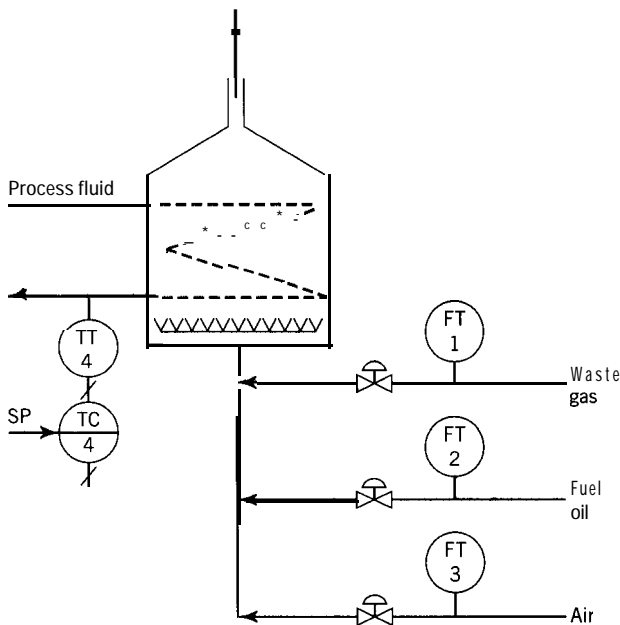 Process fluid
FT
1
TT
4
Waste
gas
SP
TC
4
FT
2
Fuel
oil
FT
3
Air